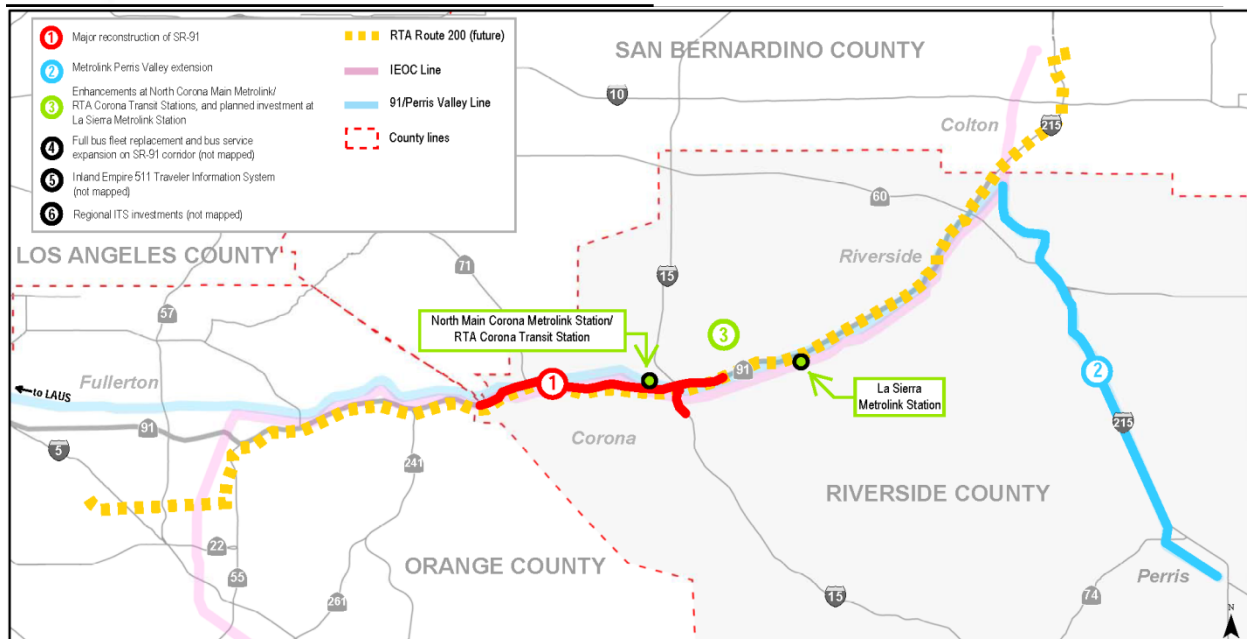 1 Major reconstruction of SR-91
2 Metrolink Perris Valley extension
3 Enhancements at North Corona Main Metrolink/
RTA Corona Transit Stations, and planned investment at
La Sierra Metrolink Station
4 Full bus fleet replacement and bus service
expansion on SR-91 corridor (not mapped)
5 Inland Empire 511 Traveler Information System
(not mapped)
6 Regional ITS investments (not mapped)
RTA Route 200 (future)
IEOC Line
91/Perris Valley Line
County lines
SAN BERNARDINO COUNTY
10
Colton
215
60
LOS ANGELES COUNTY
71
Riverside
15
57
North Main Corona Metrolink Station/
RTA Corona Transit Station
3
91
1
2
Fullerton
to LAUS
La Sierra
Metrolink Station
91
5
Corona
215
241
RIVERSIDE COUNTY
22
ORANGE COUNTY
55
Perris
261
15
74
N